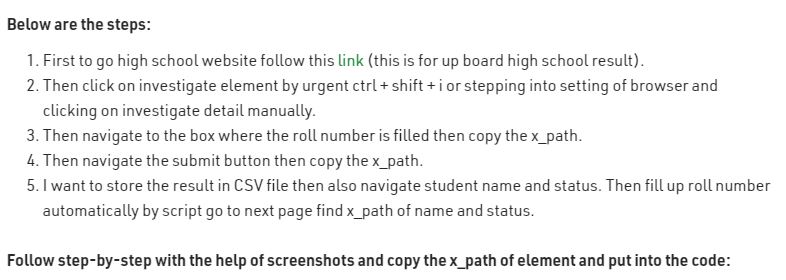 Below are the steps:
1. First to go high school website follow this link (this is for up board high school result).
2. Then click on investigate element by urgent ctrl + shift + i or stepping into setting of browser and
clicking on investigate detail manually.
3. Then navigate to the box where the roll number is filled then copy the x_path.
4. Then navigate the submit button then copy the x_path.
5. I want to store the result in CSV file then also navigate student name and status. Then fill up roll number
automatically by script go to next page find x_path of name and status.
Follow step-by-step with the help of screenshots and copy the x_path of element and put into the code: